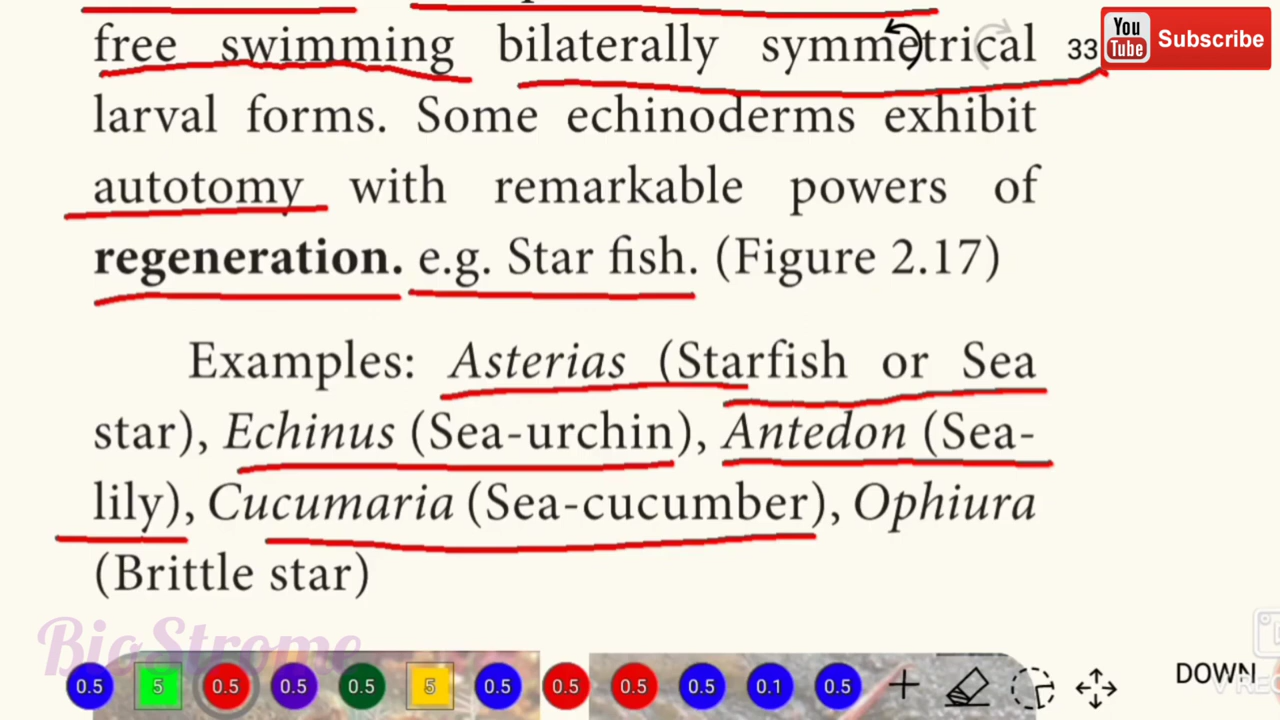 You Tube Subscribe
free swimming bilaterally symmetrical 33
larval forms. Some echinoderms exhibit
autotomy with remarkable powers of
regeneration. e.g. Star fish. (Figure 2.17)
Examples: Asterias (Starfish or Sea
star), Echinus (Sea-urchin), Antedon (Sea-
lily), Cucumaria (Sea-cucumber), Ophiura
(Brittle star)
0.5 5 0.5 0.5 0.5 5 0.5 0.5 0.5 0.5 0.1 0.5 DOWN